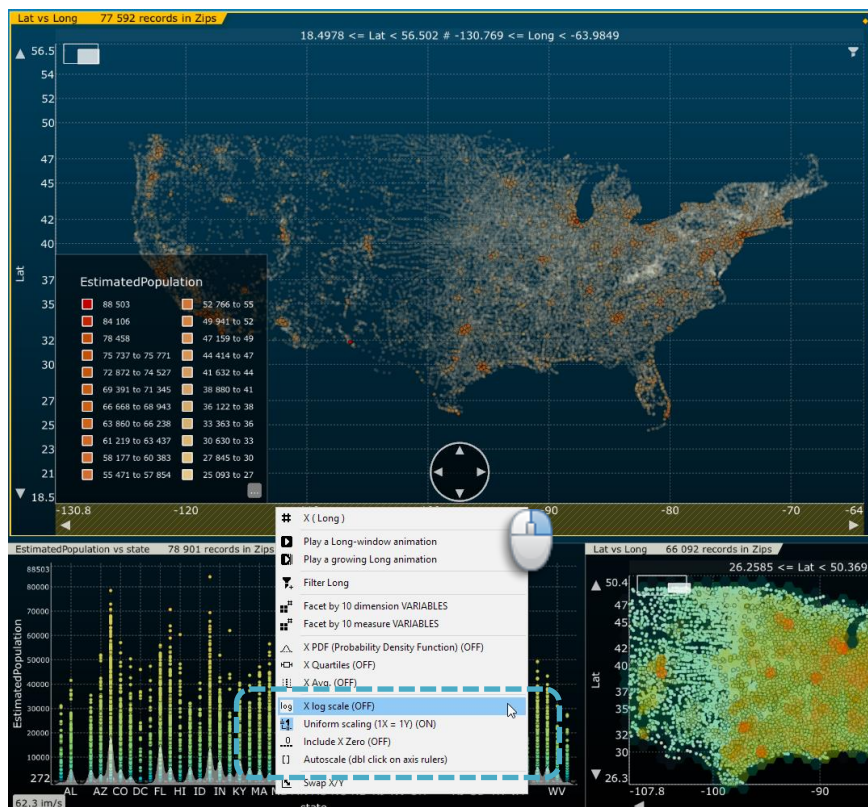 Lat vs Long 77 592 records in Zips
18.4978 <= Lat < 56.502 # -130.769 <= Long < -63.9849
56.5
54
52
50
47
45
42
40
37
35
32
30
27
25
23
21
18.5
Lat
EstimatedPopulation
88 503 52 766 to 55
84 106 49 941 to 52
78 458 47 159 to 49
75 737 to 75 771 44 414 to 47
72 872 to 74 527 41 632 to 44
69 391 to 71 345 38 880 to 41
66 668 to 68 943 36 122 to 38
63 860 to 66 238 33 363 to 36
61 219 to 63 437 30 630 to 33
58 177 to 60 383 27 845 to 30
55 471 to 57 854 25 093 to 27
...
-130.8 -120 -90 -80 -70 -64
X ( Long )
Play a Long-window animation
Play a growing Long animation
Filter Long
Facet by 10 dimension VARIABLES
Facet by 10 measure VARIABLES
X PDF (Probability Density Function) (OFF)
X Quartiles (OFF)
X Avg. (OFF)
log X log scale (OFF)
Uniform scaling (1X = 1Y) (ON)
0 Include X Zero (OFF)
Autoscale (dbl click on axis rulers)
Swap X/Y
EstimatedPopulation vs state 78 901 records in Zips
88503
80000
70000
60000
50000
40000
30000
20000
10000
272
EstimatedPopulation
AL AZ CO DC FL HI ID IN KY MA WV
state
62.3 im/s
Lat vs Long 66 092 records in Zips
26.2585 <= Lat < 50.369
50.4
47
45
42
40
37
35
32
30
26.3
Lat
-107.8 -100 -90